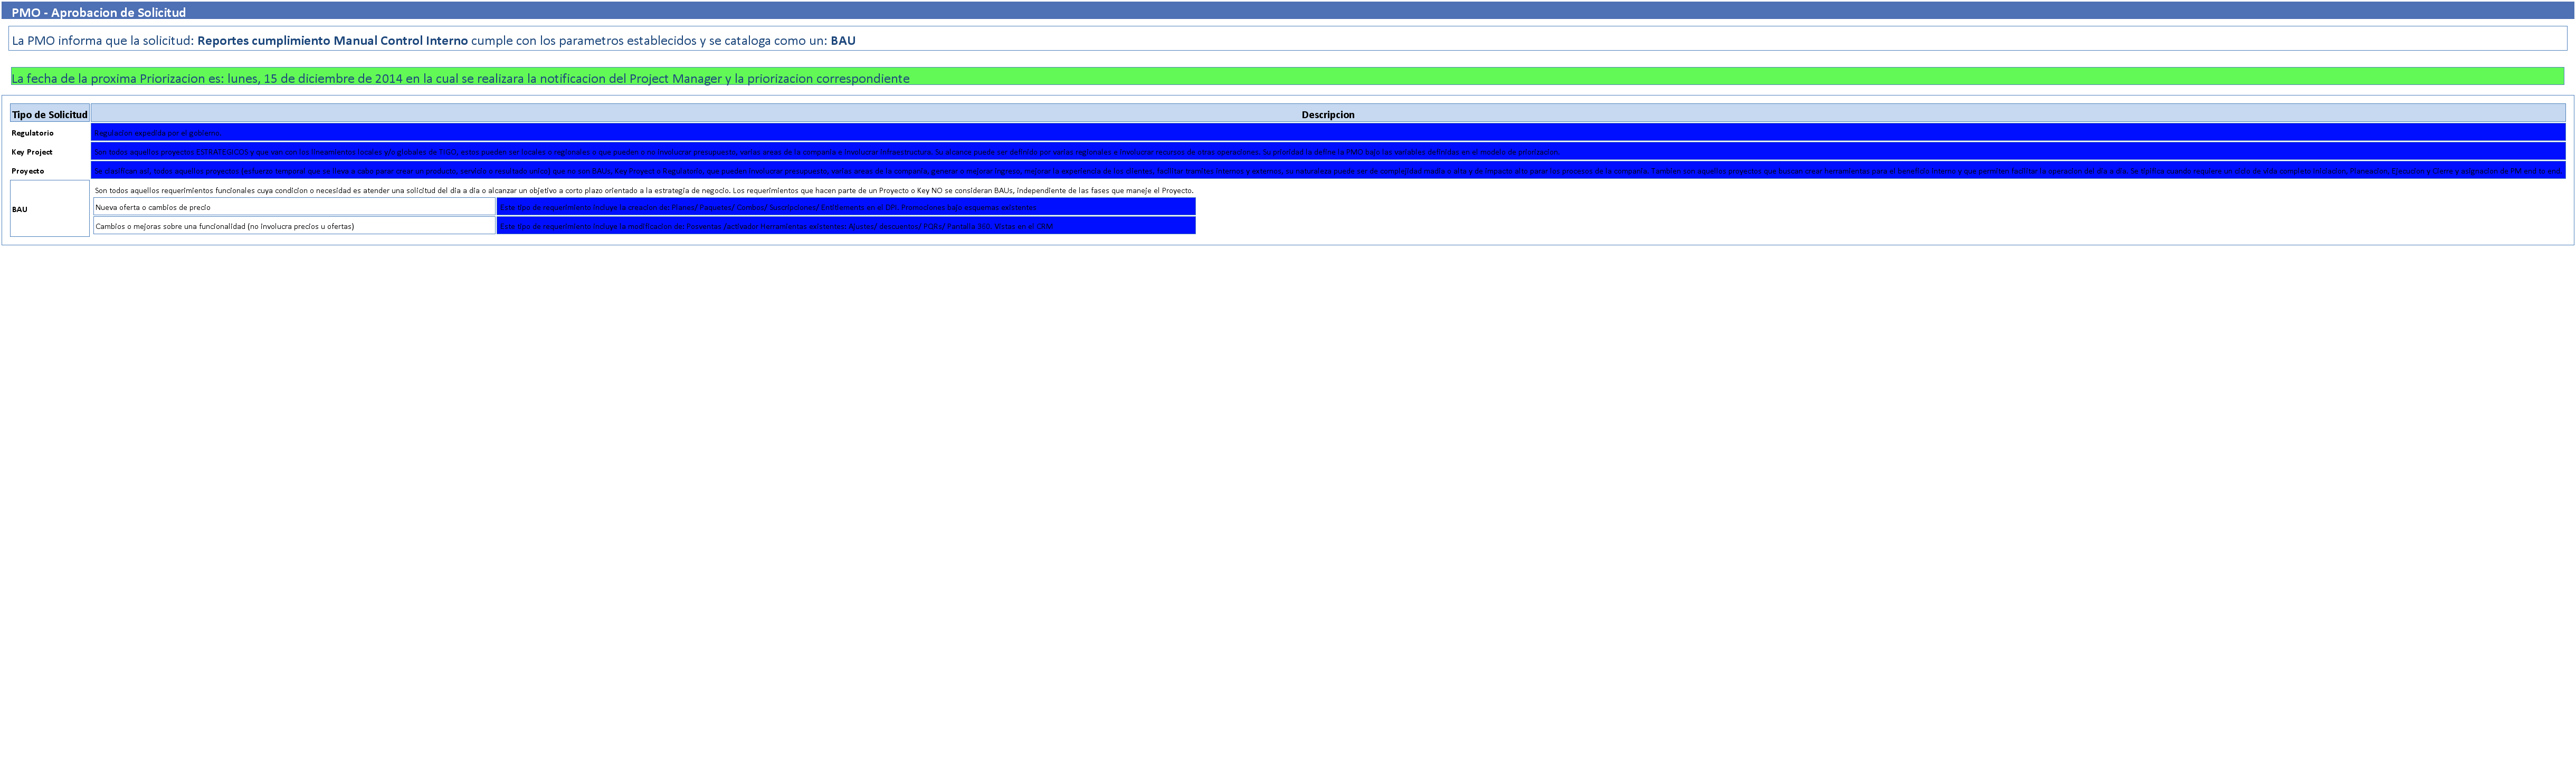 PMO - Aprobacion de Solicitud
La PMO informa que la solicitud: Reportes cumplimiento Manual Control Interno cumple con los parametros establecidos y se cataloga como un: BAU
La fecha de la proxima Priorizacion es: lunes, 15 de diciembre de 2014 en la cual se realizara la notificacion del Project Manager y la priorizacion correspondiente
Tipo de Solicitud Descripcion
Regulatorio Regulacion expedida por el gobierno.
Key Project Son todos aquellos proyectos ESTRATEGICOS y que van con los lineamientos locales y/o globales de TIGO, estos pueden ser locales o regionales o que pueden o no involucrar presupuesto, varias areas de la compania e involucrar infraestructura. Su alcance puede ser definido por varias regionales e involucrar recursos de otras operaciones. Su prioridad la define la PMO bajo las variables definidas en el modelo de priorizacion.
Proyecto Se clasifican asi, todos aquellos proyectos (esfuerzo temporal que se lleva a cabo para crear un producto, servicio o resultado unico) que no son BAUs, Key Proyect o Regulatorio, que pueden involucrar presupuesto, varias areas de la compania, generar o mejorar ingreso, mejorar la experiencia de los clientes, facilitar tramites internos y externos, su naturaleza puede ser de complejidad media o alta y de impacto alto para los procesos de la compania. Tambien son aquellos proyectos que buscan crear herramientas para el beneficio interno y que permiten facilitar la operacion del dia a dia. Se tipifica cuando requiere un ciclo de vida completo Iniciacion, Planeacion, Ejecucion y Cierre y asignacion de PM end to end.
Son todos aquellos requerimientos funcionales cuya condicion o necesidad es atender una solicitud del dia a dia o alcanzar un objetivo a corto plazo orientado a la estrategia de negocio. Los requerimientos que hacen parte de un Proyecto o Key NO se consideran BAUs, independiente de las fases que maneje el Proyecto.
BAU
Nueva oferta o cambios de precio Este tipo de requerimiento incluye la creacion de: Planes/ Paquetes/ Combos/ Suscripciones/ Entitlements en el DPI. Promociones bajo esquemas existentes
Cambios o mejoras sobre una funcionalidad (no involucra precios u ofertas) Este tipo de requerimiento incluye la modificacion de: Posventas /activador Herramientas existentes: Ajustes/ descuentos/ PQRs/ Pantalla 360. Vistas en el CRM